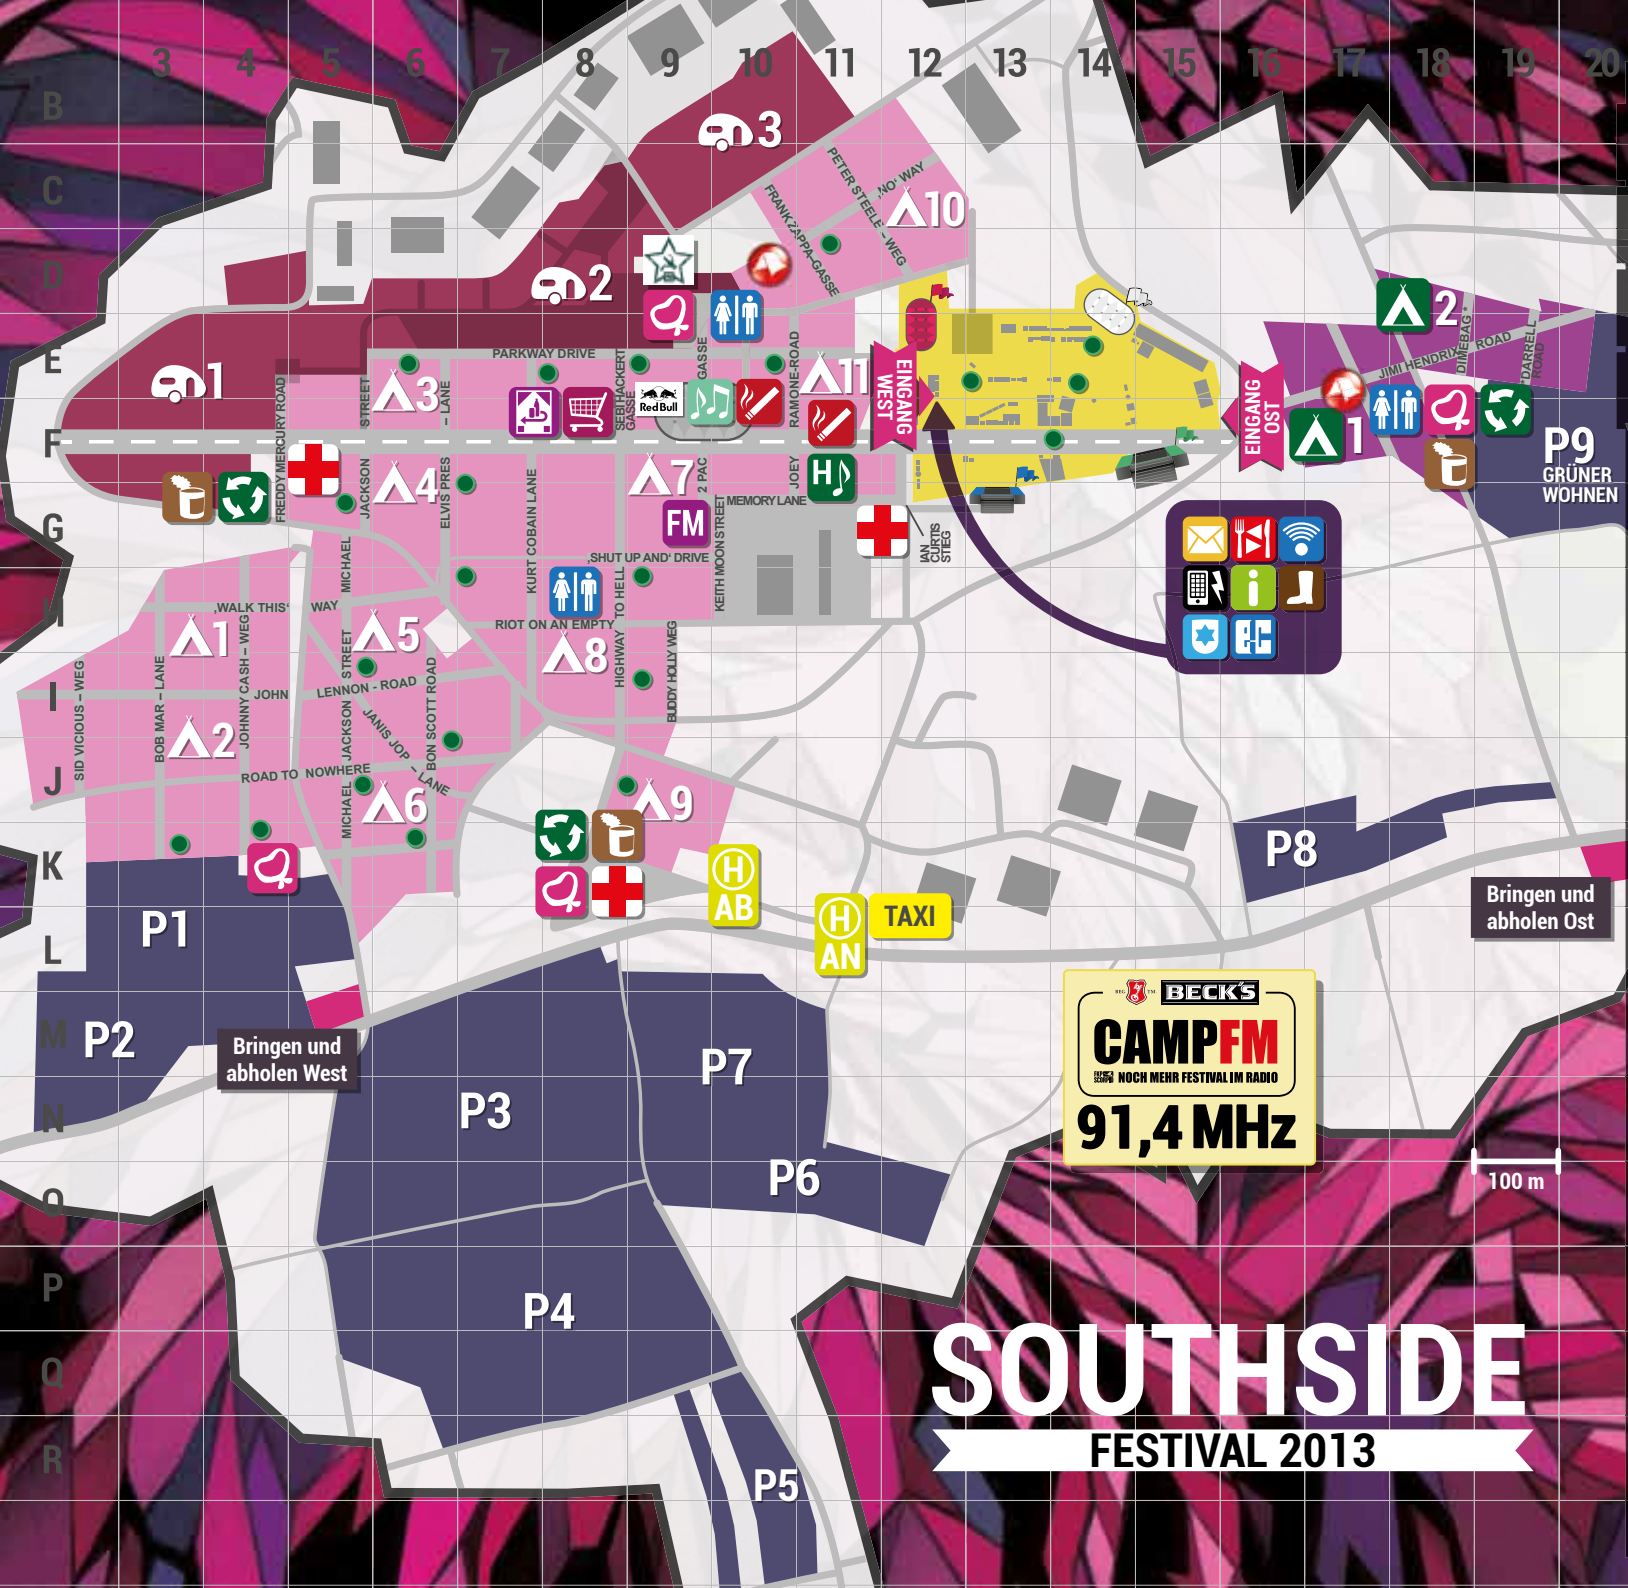 3 4 5 6 7 8 9 10 11 12 13 14 15 16 17 18 19 20
B
C
D
E
F
G
H
I
J
K
L
M
N
O
P
Q
R
3
10
2
1
3
11
4
7
1
5
8
2
6
9
2
1
PETER STEELE - WEG
'NO' WAY
FRANK ZAPPA-GASSE
PARKWAY DRIVE
FREDDY MERCURY ROAD
MICHAEL JACKSON STREET
ELVIS PRES - LANE
SEBI HACKERT GASSE
2 PAC GASSE
JOEY RAMONE-ROAD
Red Bull
EINGANG
WEST
EINGANG
OST
JIMI HENDRIX ROAD
DIMEBAG "
"DARRELL
ROAD
P9
GRÜNER
WOHNEN
H
FM
MEMORY LANE
KEITH MOON STREET
IAN
CURTIS
STIEG
KURT COBAIN LANE
‚SHUT UP AND' DRIVE
HIGHWAY TO HELL
RIOT ON AN EMPTY
BUDDY HOLLY WEG
‚WALK THIS' WAY
JOHN LENNON - ROAD
SID VICIOUS – WEG
BOB MAR – LANE
JOHNNY CASH – WEG
MICHAEL JACKSON STREET
JANIS JOP – LANE
BON SCOTT ROAD
ROAD TO NOWHERE
i
EC
P8
P1
P2
P3
P4
P5
P6
P7
H
AB
H
AN
TAXI
Bringen und
abholen Ost
Bringen und
abholen West
BECK'S
CAMPFM
NOCH MEHR FESTIVAL IM RADIO
91,4 MHz
100 m
SOUTHSIDE
FESTIVAL 2013